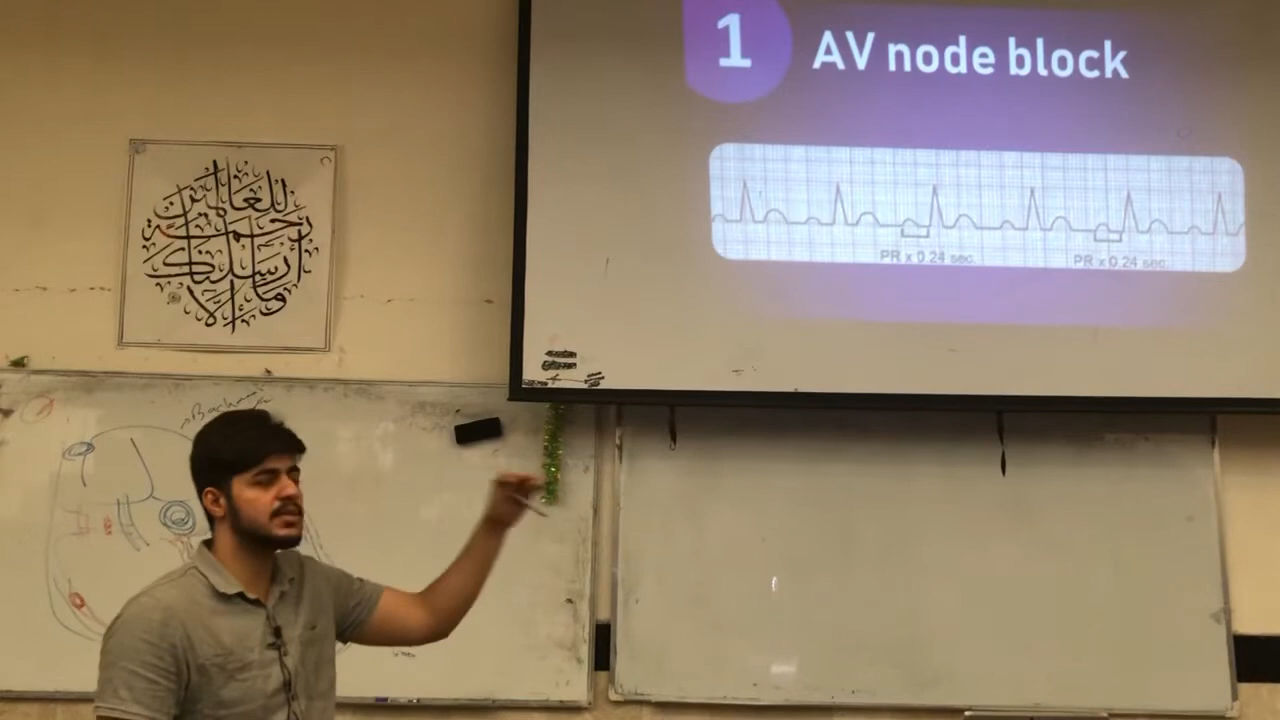 1 AV node block
PR x 0.24 sec. PR x 0.24 sec.
وما أرسلناك إلا رحمة للعالمين